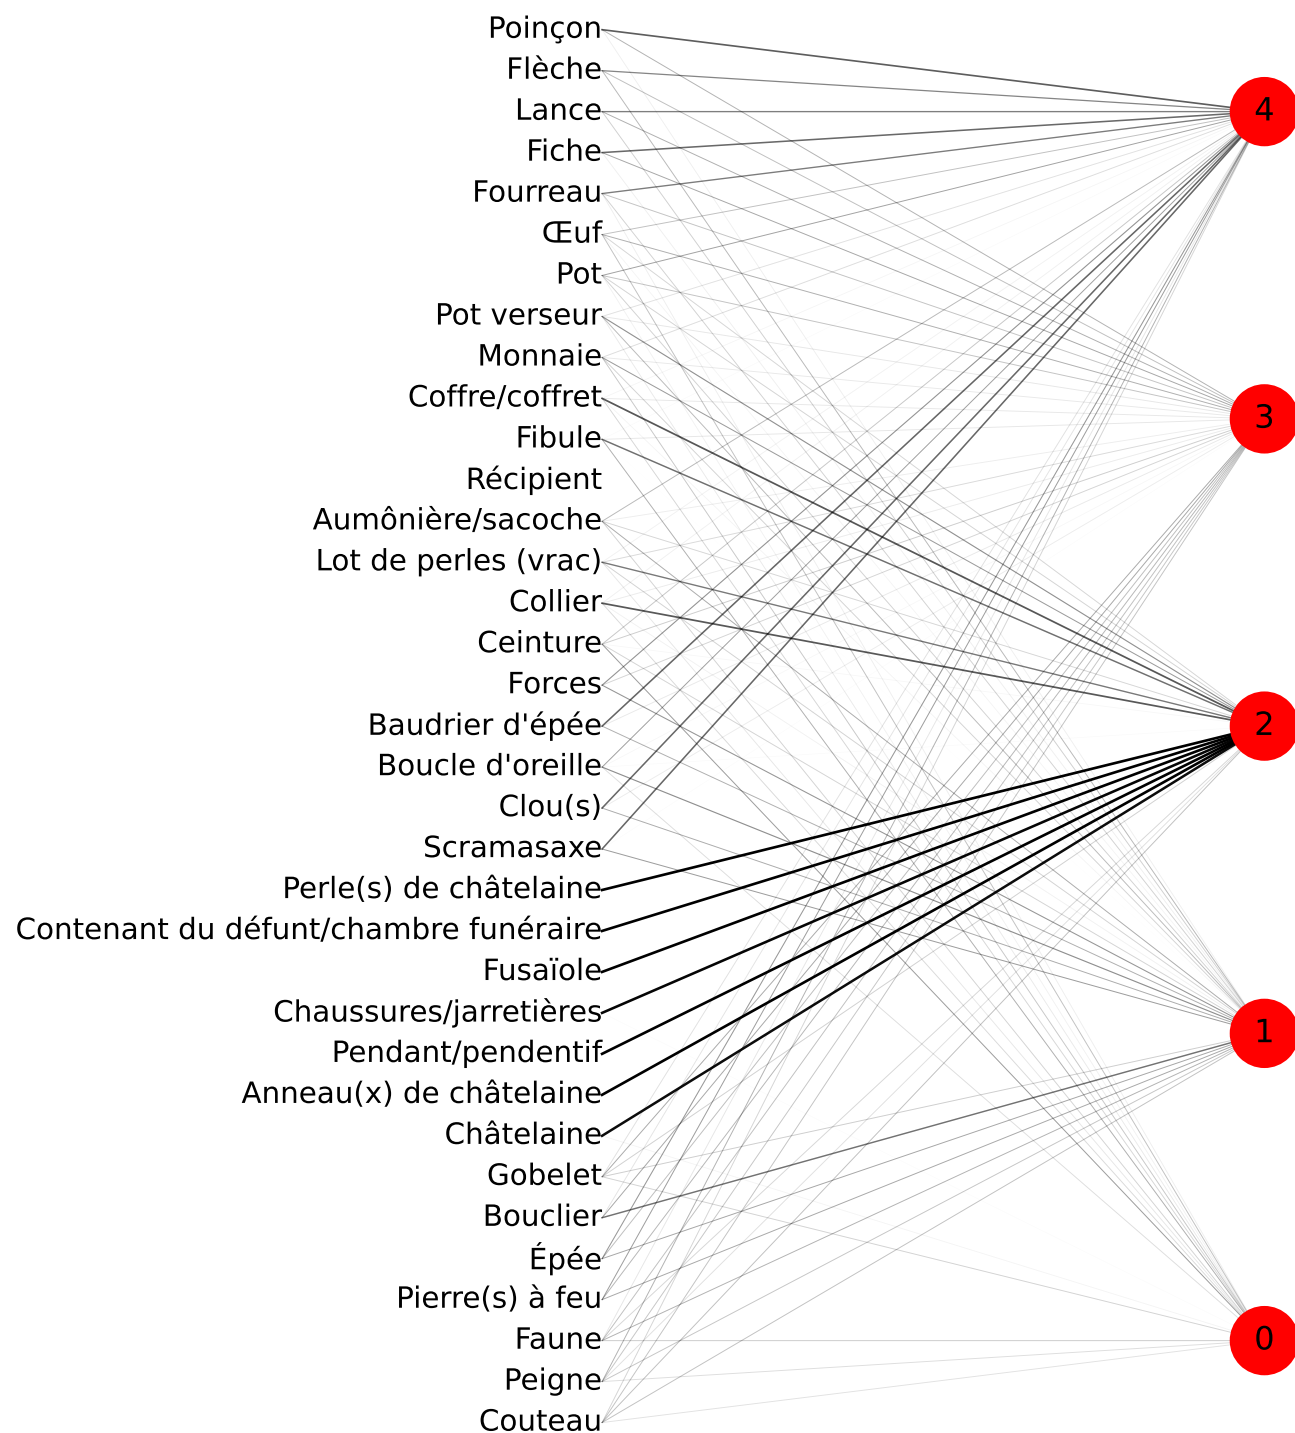 Poinçon
Flèche
Lance
Fiche
Fourreau
Œuf
Pot
Pot verseur
Monnaie
Coffre/coffret
Fibule
Récipient
Aumônière/sacoche
Lot de perles (vrac)
Collier
Ceinture
Forces
Baudrier d'épée
Boucle d'oreille
Clou(s)
Scramasaxe
Perle(s) de châtelaine
Contenant du défunt/chambre funéraire
Fusaïole
Chaussures/jarretières
Pendant/pendentif
Anneau(x) de châtelaine
Châtelaine
Gobelet
Bouclier
Épée
Pierre(s) à feu
Faune
Peigne
Couteau
4
3
2
1
0